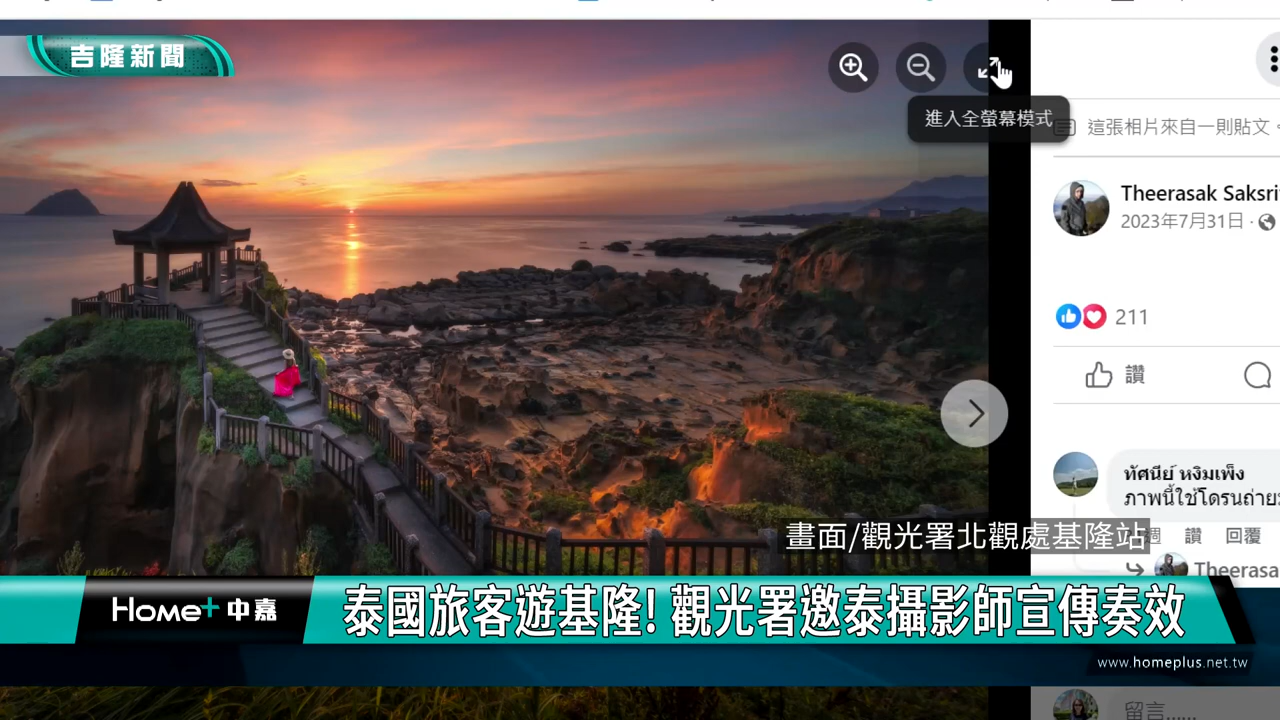 吉隆新聞
進入全螢幕模式
這張相片來自一則貼文
Theerasak Saksri
2023年7月31日
211
讚
ทัศนีย์ หงิมเพ็ง
ภาพนี้ใช้โดรนถ่าย
讚 回覆
畫面/觀光署北觀處基隆站
Theerasa
Home+ 中嘉
泰國旅客遊基隆! 觀光署邀泰攝影師宣傳奏效
www.homeplus.net.tw
留言......